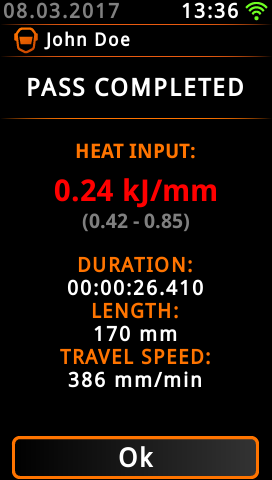 08.03.2017 13:36
John Doe
PASS COMPLETED
HEAT INPUT:
0.24 kJ/mm
(0.42 - 0.85)
DURATION:
00:00:26.410
LENGTH:
170 mm
TRAVEL SPEED:
386 mm/min
Ok